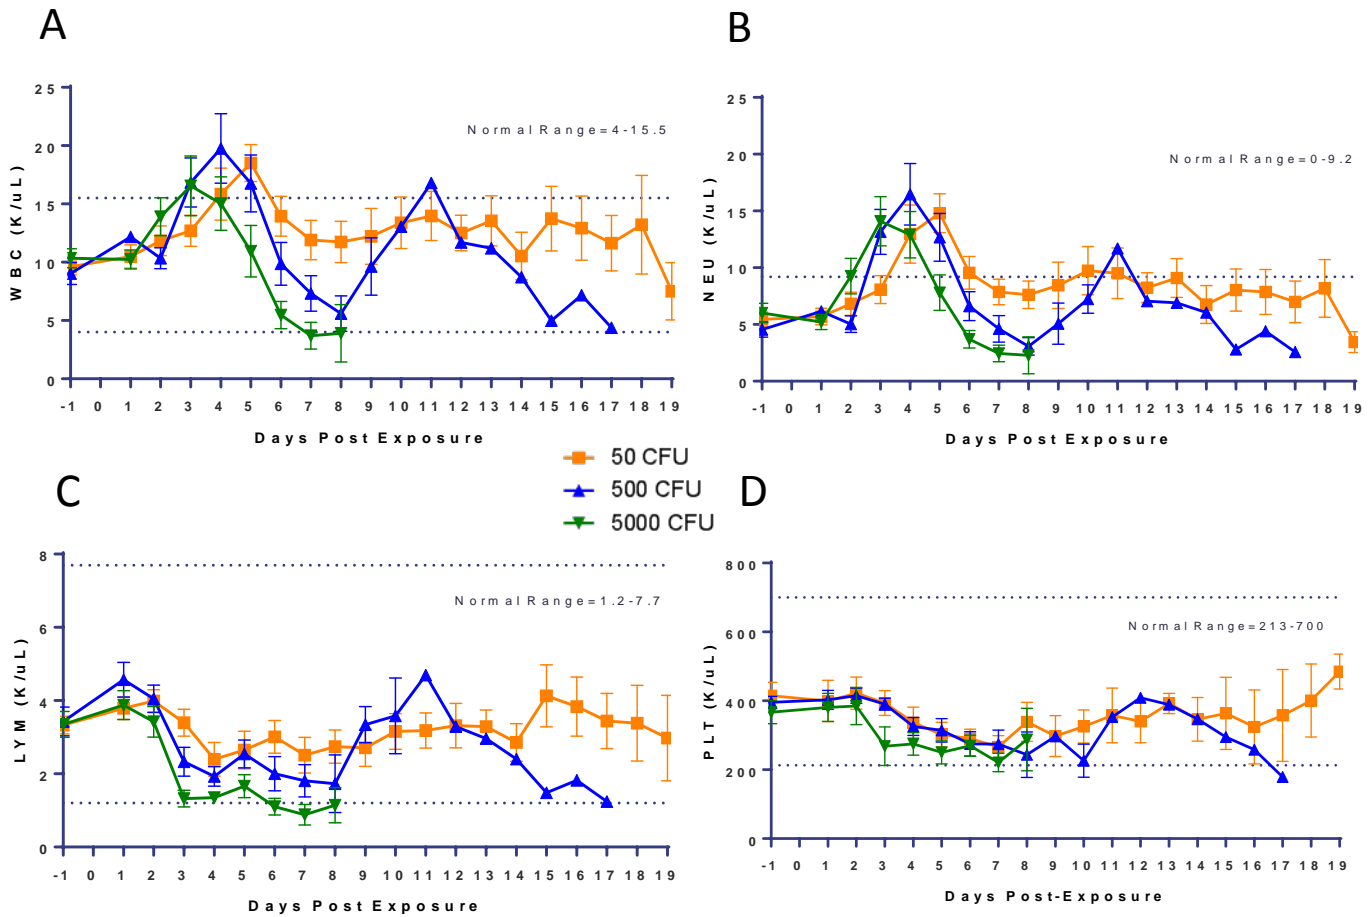 A
B
25
20
15
10
5
0
WBC (K/uL)
Normal Range=4-15.5
-1 0 1 2 3 4 5 6 7 8 9 10 11 12 13 14 15 16 17 18 19
Days Post Exposure
25
20
15
10
5
0
NEU (K/uL)
Normal Range=0-9.2
-1 0 1 2 3 4 5 6 7 8 9 10 11 12 13 14 15 16 17 18 19
Days Post Exposure
50 CFU
500 CFU
5000 CFU
C
D
8
6
4
2
0
LYM (K/uL)
Normal Range=1.2-7.7
-1 0 1 2 3 4 5 6 7 8 9 10 11 12 13 14 15 16 17 18 19
Days Post Exposure
800
600
400
200
0
PLT (K/uL)
Normal Range=213-700
-1 0 1 2 3 4 5 6 7 8 9 10 11 12 13 14 15 16 17 18 19
Days Post-Exposure